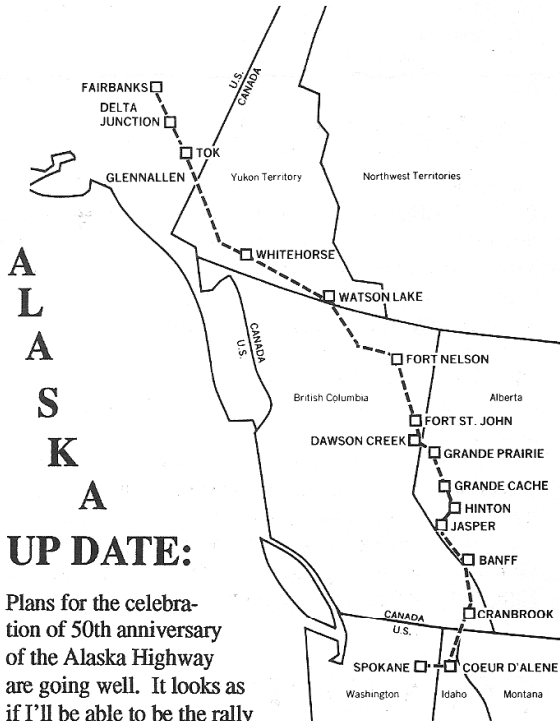 U.S.
CANADA
FAIRBANKS
DELTA
JUNCTION
TOK
GLENNALLEN
Yukon Territory
Northwest Territories
WHITEHORSE
WATSON LAKE
CANADA
U.S.
FORT NELSON
British Columbia
Alberta
FORT ST. JOHN
DAWSON CREEK
GRANDE PRAIRIE
GRANDE CACHE
HINTON
JASPER
BANFF
CRANBROOK
CANADA
U.S.
SPOKANE
COEUR D'ALENE
Washington
Idaho
Montana
A
L
A
S
K
A
UP DATE:
Plans for the celebra-
tion of 50th anniversary
of the Alaska Highway
are going well. It looks as
if I'll be able to be the rally